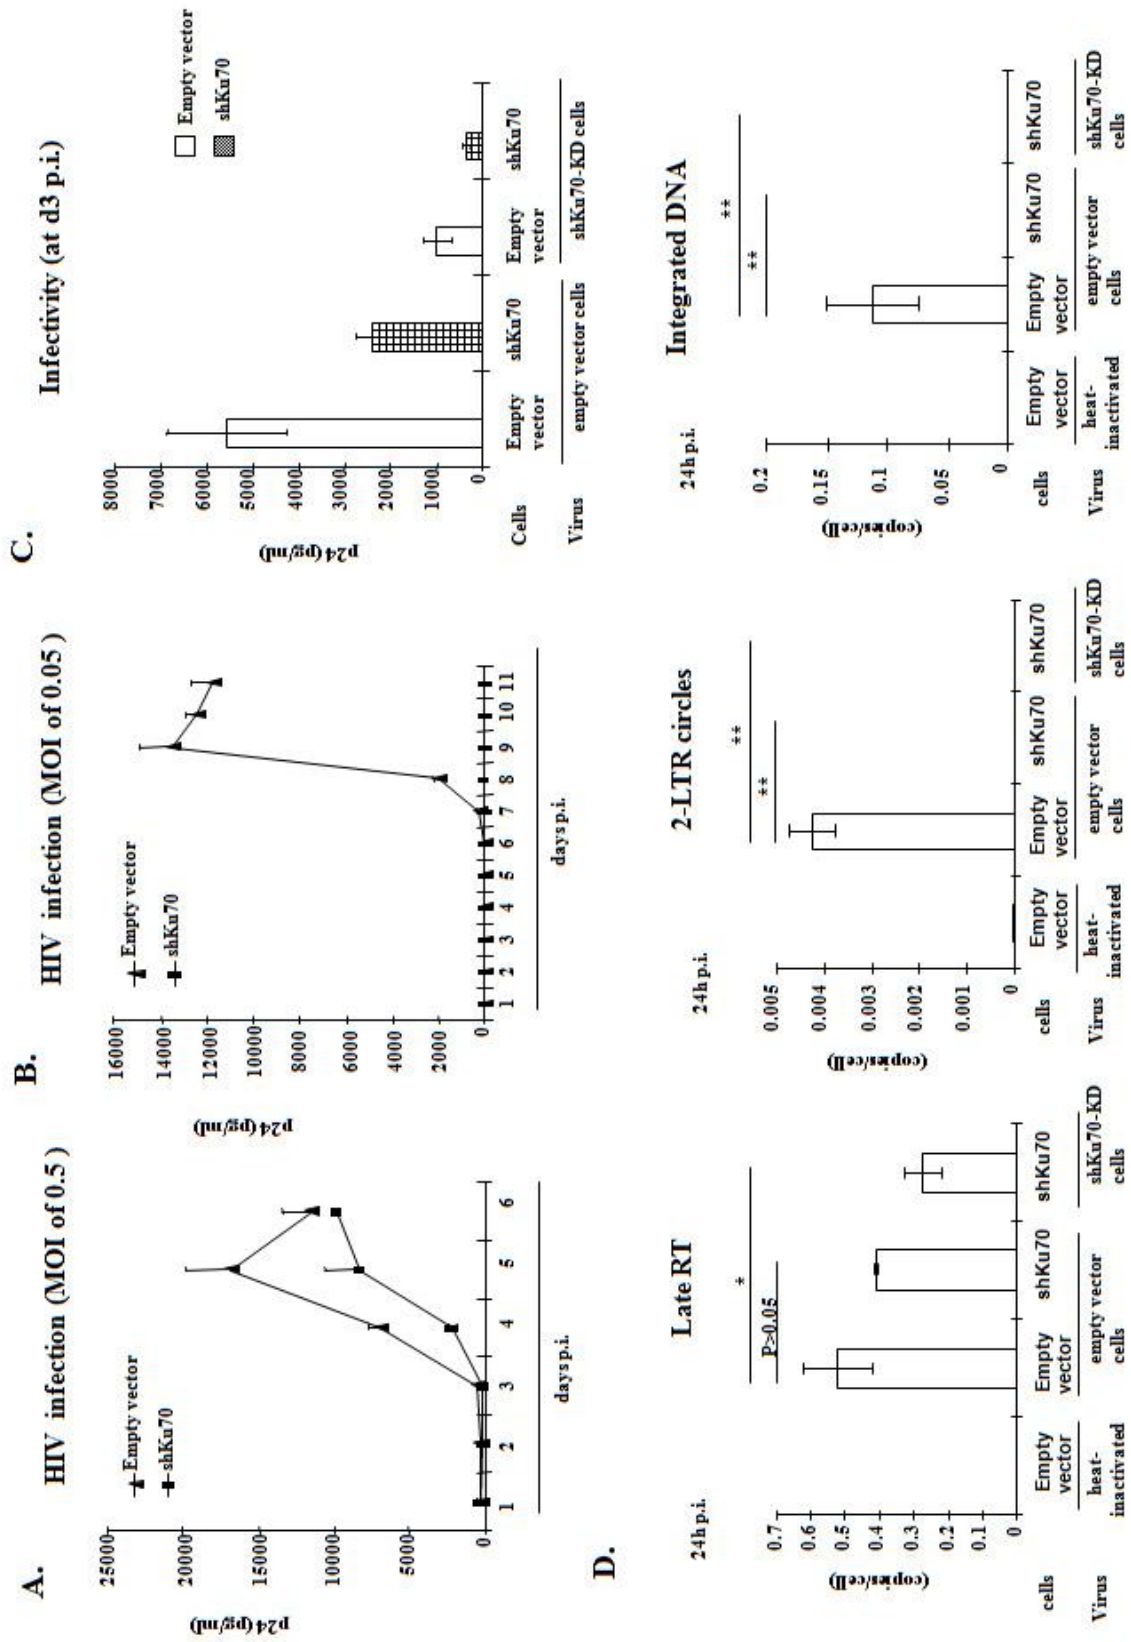 A.
HIV infection (MOI of 0.5 )
p24 (pg/ml)
25000
20000
15000
10000
5000
0
Empty vector
shKu70
1 2 3 4 5 6
days p.i.
B.
HIV infection (MOI of 0.05 )
p24 (pg/ml)
16000
14000
12000
10000
8000
6000
4000
2000
0
Empty vector
shKu70
1 2 3 4 5 6 7 8 9 10 11
days p.i.
C.
Infectivity (at d3 p.i.)
p24 (pg/ml)
8000
7000
6000
5000
4000
3000
2000
1000
0
Empty vector
shKu70
Cells
Empty
vector
shKu70
Empty
vector
shKu70
Virus
empty vector cells
shKu70-KD cells
D.
24h p.i.
Late RT
(copies/cell)
0.7
0.6
0.5
0.4
0.3
0.2
0.1
0
*
P>0.05
cells
Empty
vector
Empty
vector
shKu70
shKu70
Virus
heat-
inactivated
empty vector
cells
shKu70-KD
cells
24h p.i.
2-LTR circles
(copies/cell)
0.005
0.004
0.003
0.002
0.001
0
**
**
cells
Empty
vector
Empty
vector
shKu70
shKu70
Virus
heat-
inactivated
empty vector
cells
shKu70-KD
cells
24h p.i.
Integrated DNA
(copies/cell)
0.2
0.15
0.1
0.05
0
**
**
cells
Empty
vector
Empty
vector
shKu70
shKu70
Virus
heat-
inactivated
empty vector
cells
shKu70-KD
cells